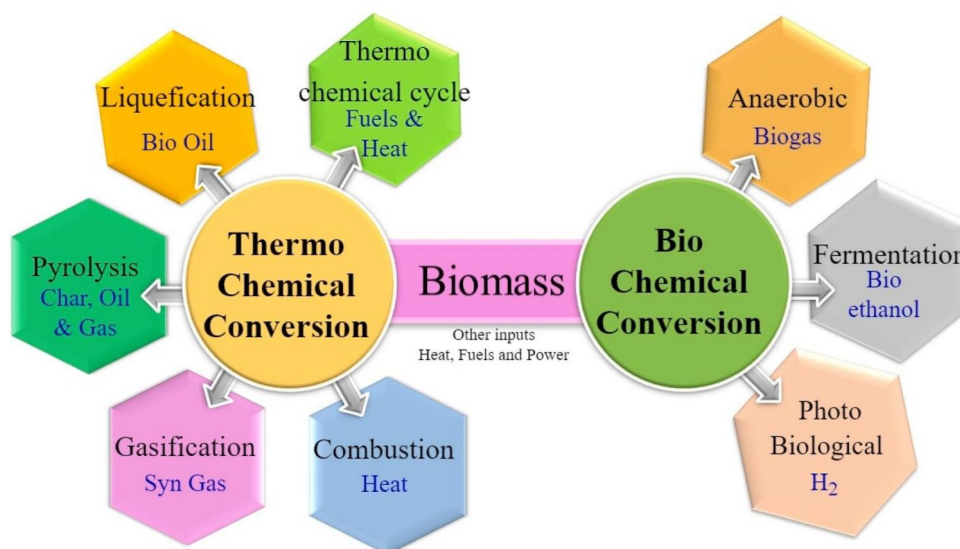 Liquefication
Bio Oil
Thermo
chemical cycle
Fuels &
Heat
Pyrolysis
Char, Oil
& Gas
Thermo
Chemical
Conversion
Gasification
Syn Gas
Combustion
Heat
Biomass
Other inputs
Heat, Fuels and Power
Bio
Chemical
Conversion
Anaerobic
Biogas
Fermentation
Bio
ethanol
Photo
Biological
H₂